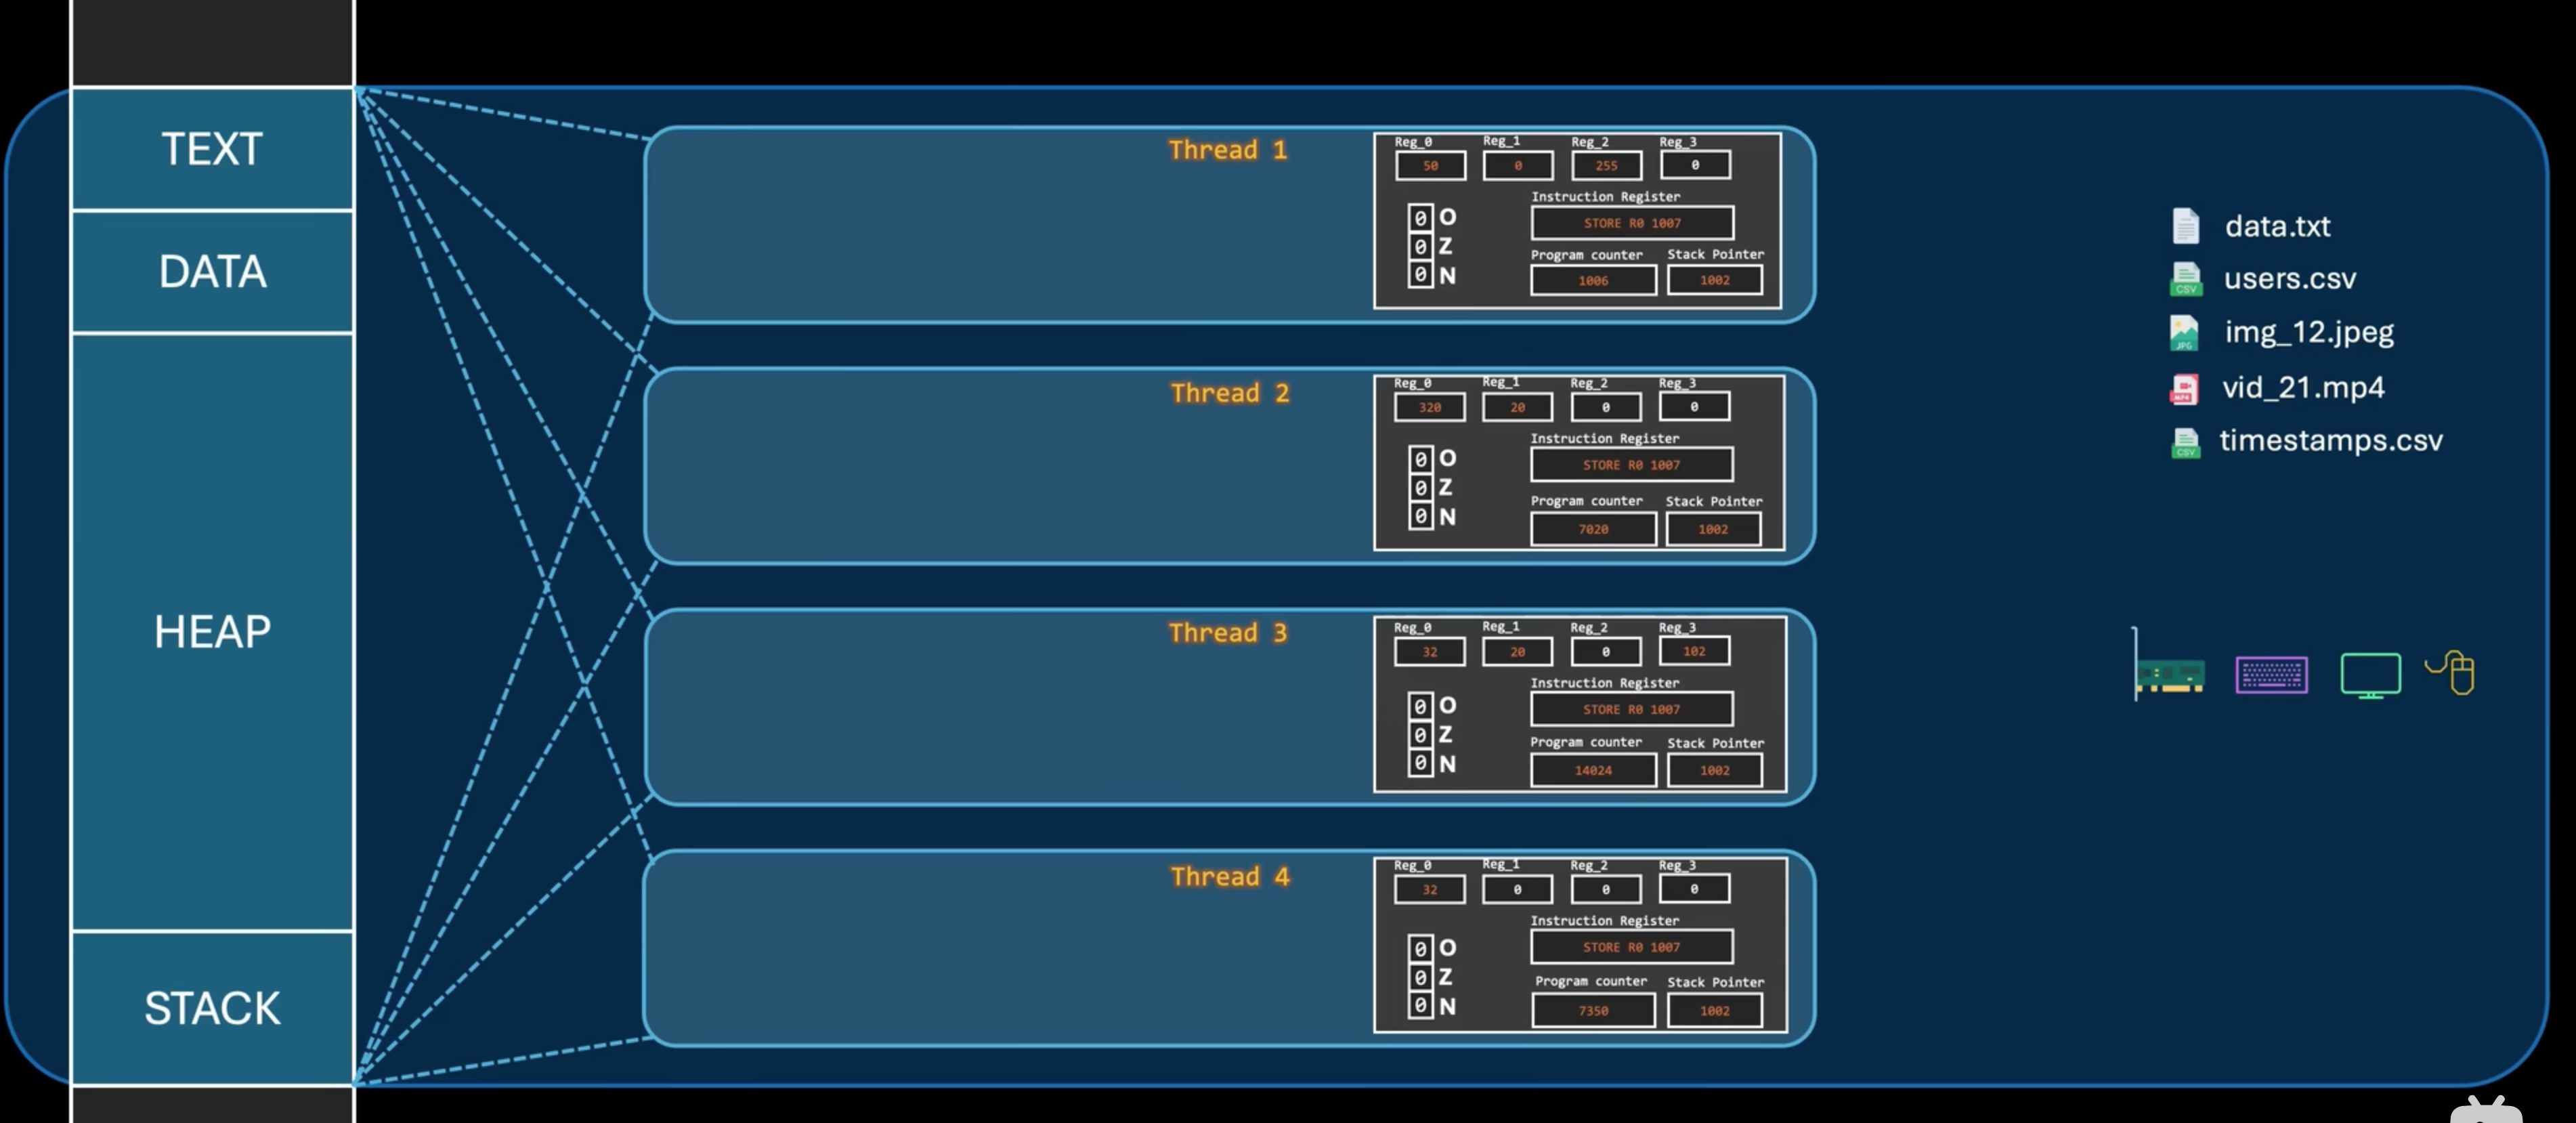 TEXT
DATA
HEAP
STACK
Thread 1
Reg_0 Reg_1 Reg_2 Reg_3
50 0 255 0
Instruction Register
STORE R0 1007
0 O
0 Z
0 N
Program counter Stack Pointer
1006 1002
Thread 2
Reg_0 Reg_1 Reg_2 Reg_3
320 20 0 0
Instruction Register
STORE R0 1007
0 O
0 Z
0 N
Program counter Stack Pointer
7020 1002
Thread 3
Reg_0 Reg_1 Reg_2 Reg_3
32 20 0 102
Instruction Register
STORE R0 1007
0 O
0 Z
0 N
Program counter Stack Pointer
14024 1002
Thread 4
Reg_0 Reg_1 Reg_2 Reg_3
32 0 0 0
Instruction Register
STORE R0 1007
0 O
0 Z
0 N
Program counter Stack Pointer
7350 1002
data.txt
CSV users.csv
JPG img_12.jpeg
MP4 vid_21.mp4
CSV timestamps.csv